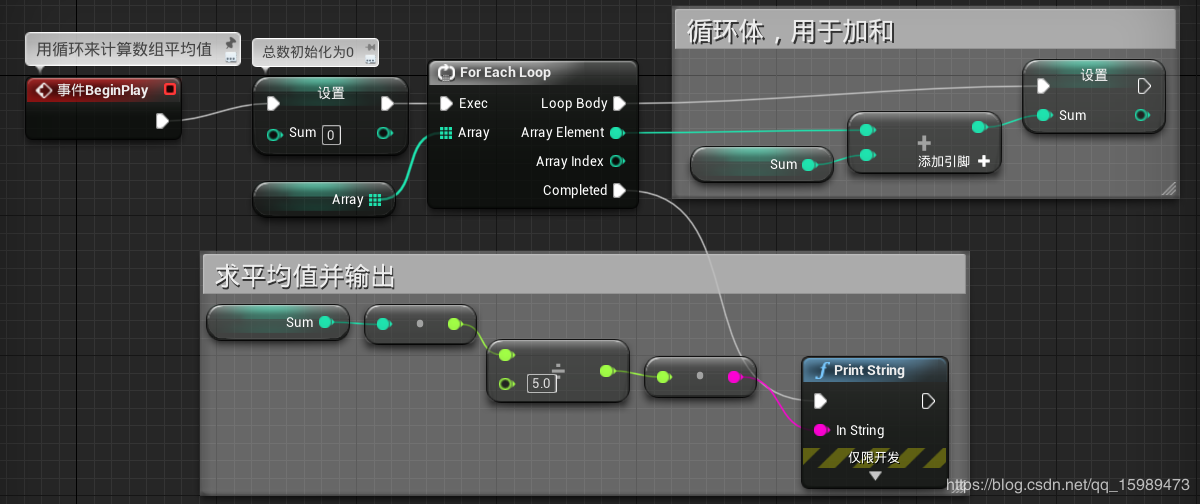 用循环来计算数组平均值
事件BeginPlay
总数初始化为0
设置
Sum 0
Array
For Each Loop
Exec
Array
Loop Body
Array Element
Array Index
Completed
循环体，用于加和
Sum
添加引脚
设置
Sum
求平均值并输出
Sum
5.0
Print String
In String
仅限开发
https://blog.csdn.net/qq_15989473